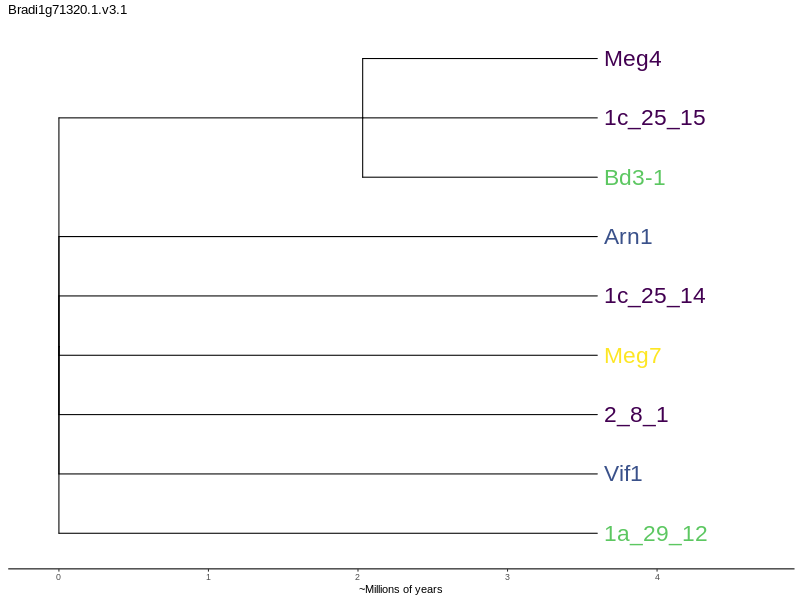 Bradi1g71320.1.v3.1
Meg4
1c_25_15
Bd3-1
Arn1
1c_25_14
Meg7
2_8_1
Vif1
1a_29_12
0 1 2 3 4
~Millions of years